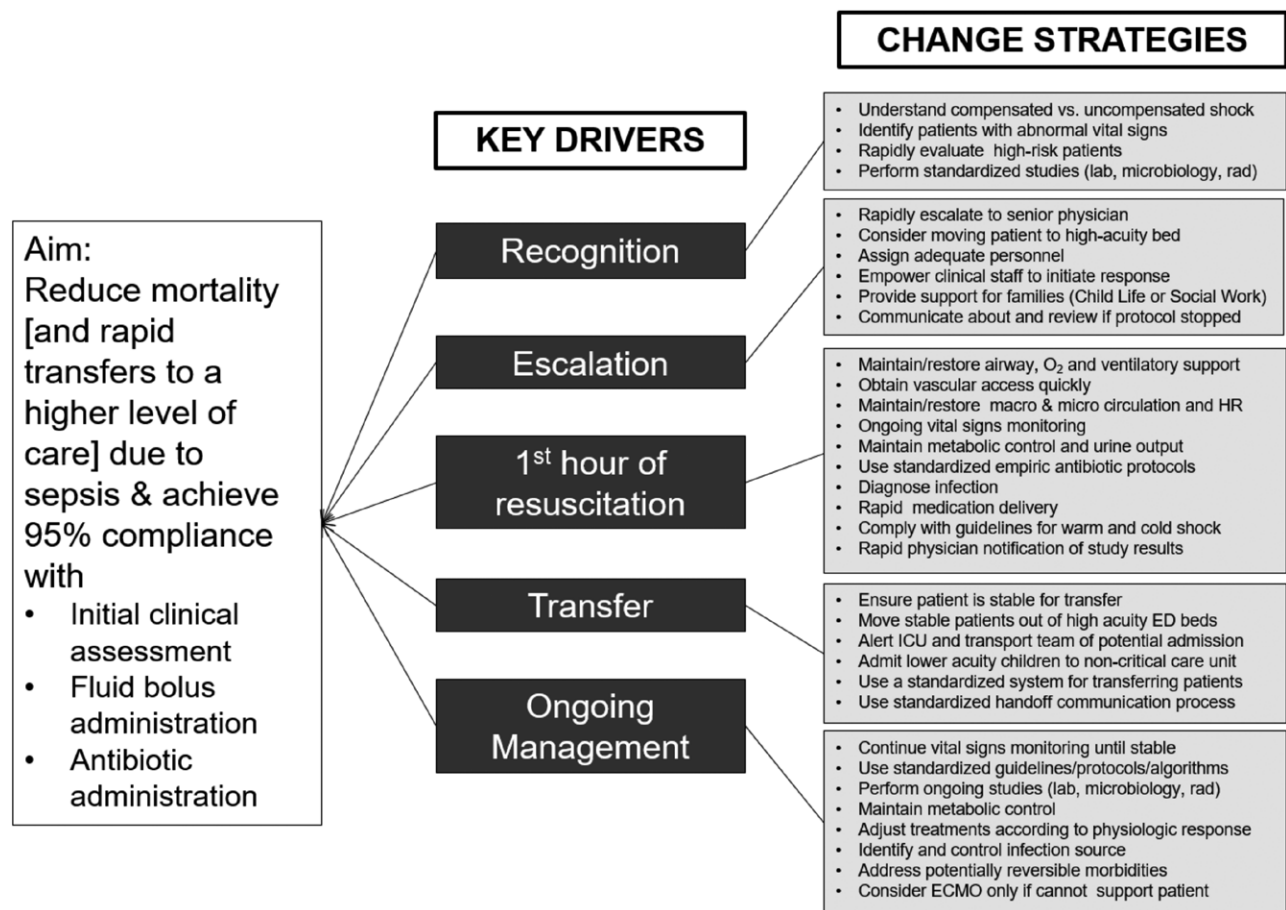 CHANGE STRATEGIES
KEY DRIVERS
Aim:
Reduce mortality
[and rapid
transfers to a
higher level of
care] due to
sepsis & achieve
95% compliance
with
• Initial clinical
assessment
• Fluid bolus
administration
• Antibiotic
administration
Recognition
Escalation
1st hour of
resuscitation
Transfer
Ongoing
Management
• Understand compensated vs. uncompensated shock
• Identify patients with abnormal vital signs
• Rapidly evaluate high-risk patients
• Perform standardized studies (lab, microbiology, rad)
• Rapidly escalate to senior physician
• Consider moving patient to high-acuity bed
• Assign adequate personnel
• Empower clinical staff to initiate response
• Provide support for families (Child Life or Social Work)
• Communicate about and review if protocol stopped
• Maintain/restore airway, O₂ and ventilatory support
• Obtain vascular access quickly
• Maintain/restore macro & micro circulation and HR
• Ongoing vital signs monitoring
• Maintain metabolic control and urine output
• Use standardized empiric antibiotic protocols
• Diagnose infection
• Rapid medication delivery
• Comply with guidelines for warm and cold shock
• Rapid physician notification of study results
• Ensure patient is stable for transfer
• Move stable patients out of high acuity ED beds
• Alert ICU and transport team of potential admission
• Admit lower acuity children to non-critical care unit
• Use a standardized system for transferring patients
• Use standardized handoff communication process
• Continue vital signs monitoring until stable
• Use standardized guidelines/protocols/algorithms
• Perform ongoing studies (lab, microbiology, rad)
• Maintain metabolic control
• Adjust treatments according to physiologic response
• Identify and control infection source
• Address potentially reversible morbidities
• Consider ECMO only if cannot support patient